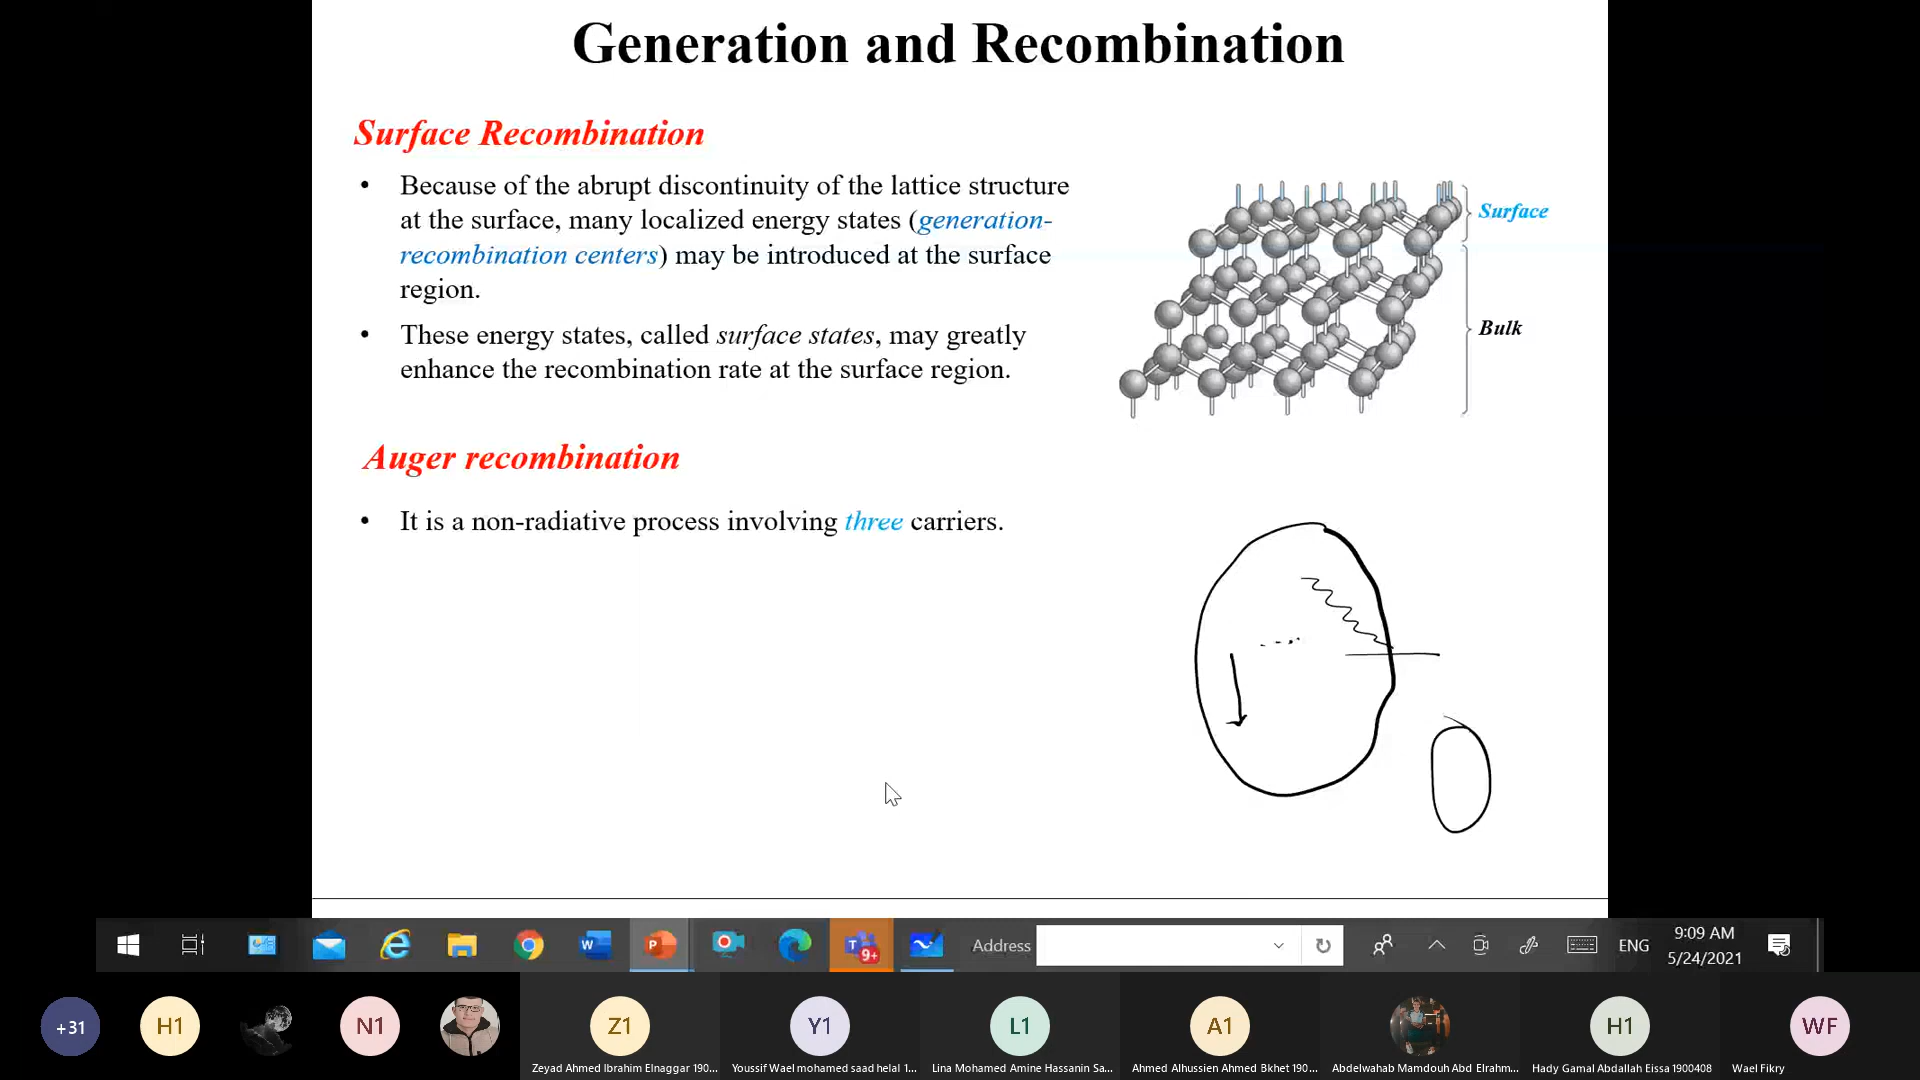 Generation and Recombination
Surface Recombination
• Because of the abrupt discontinuity of the lattice structure
at the surface, many localized energy states (generation-
recombination centers) may be introduced at the surface
region.
• These energy states, called surface states, may greatly
enhance the recombination rate at the surface region.
Surface
Bulk
Auger recombination
• It is a non-radiative process involving three carriers.
Address
ENG
9:09 AM
5/24/2021
9+
+31
H1
N1
Z1
Y1
L1
A1
H1
WF
Zeyad Ahmed Ibrahim Elnaggar 190...
Youssif Wael mohamed saad helal 1...
Lina Mohamed Amine Hassanin Sa...
Ahmed Alhussien Ahmed Bkhet 190...
Abdelwahab Mamdouh Abd Elrahm...
Hady Gamal Abdallah Eissa 1900408
Wael Fikry